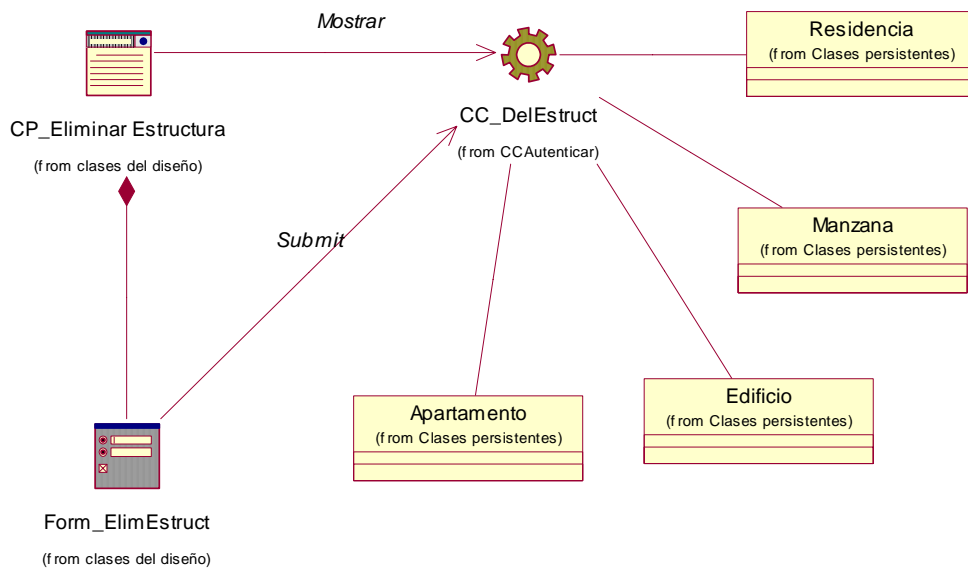 Mostrar
Residencia
(from Clases persistentes)
CP_Eliminar Estructura
(from clases del diseño)
CC_DelEstruct
(from CCAutenticar)
Submit
Manzana
(from Clases persistentes)
Edificio
(from Clases persistentes)
Apartamento
(from Clases persistentes)
Form_ElimEstruct
(from clases del diseño)